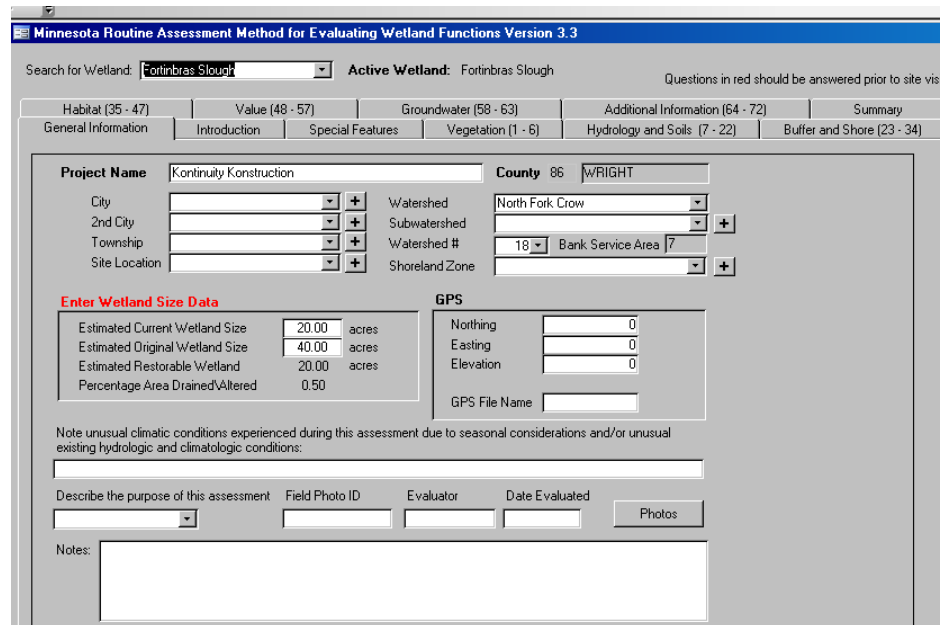 Minnesota Routine Assessment Method for Evaluating Wetland Functions Version 3.3
Search for Wetland: Fortinbras Slough Active Wetland: Fortinbras Slough
Questions in red should be answered prior to site
Habitat (35 - 47) Value (48 - 57) Groundwater (58 - 63) Additional Information (64 - 72) Summary
General Information Introduction Special Features Vegetation (1 - 6) Hydrology and Soils (7 - 22) Buffer and Shore (23 - 34)
Project Name Kontinuity Konstruction County 86 WRIGHT
City + Watershed North Fork Crow
2nd City + Subwatershed +
Township + Watershed # 18 Bank Service Area 7
Site Location + Shoreland Zone +
Enter Wetland Size Data
Estimated Current Wetland Size 20.00 acres
Estimated Original Wetland Size 40.00 acres
Estimated Restorable Wetland 20.00 acres
Percentage Area Drained\Altered 0.50
GPS
Northing 0
Easting 0
Elevation 0
GPS File Name
Note unusual climatic conditions experienced during this assessment due to seasonal considerations and/or unusual
existing hydrologic and climatologic conditions:
Describe the purpose of this assessment Field Photo ID Evaluator Date Evaluated
Photos
Notes: